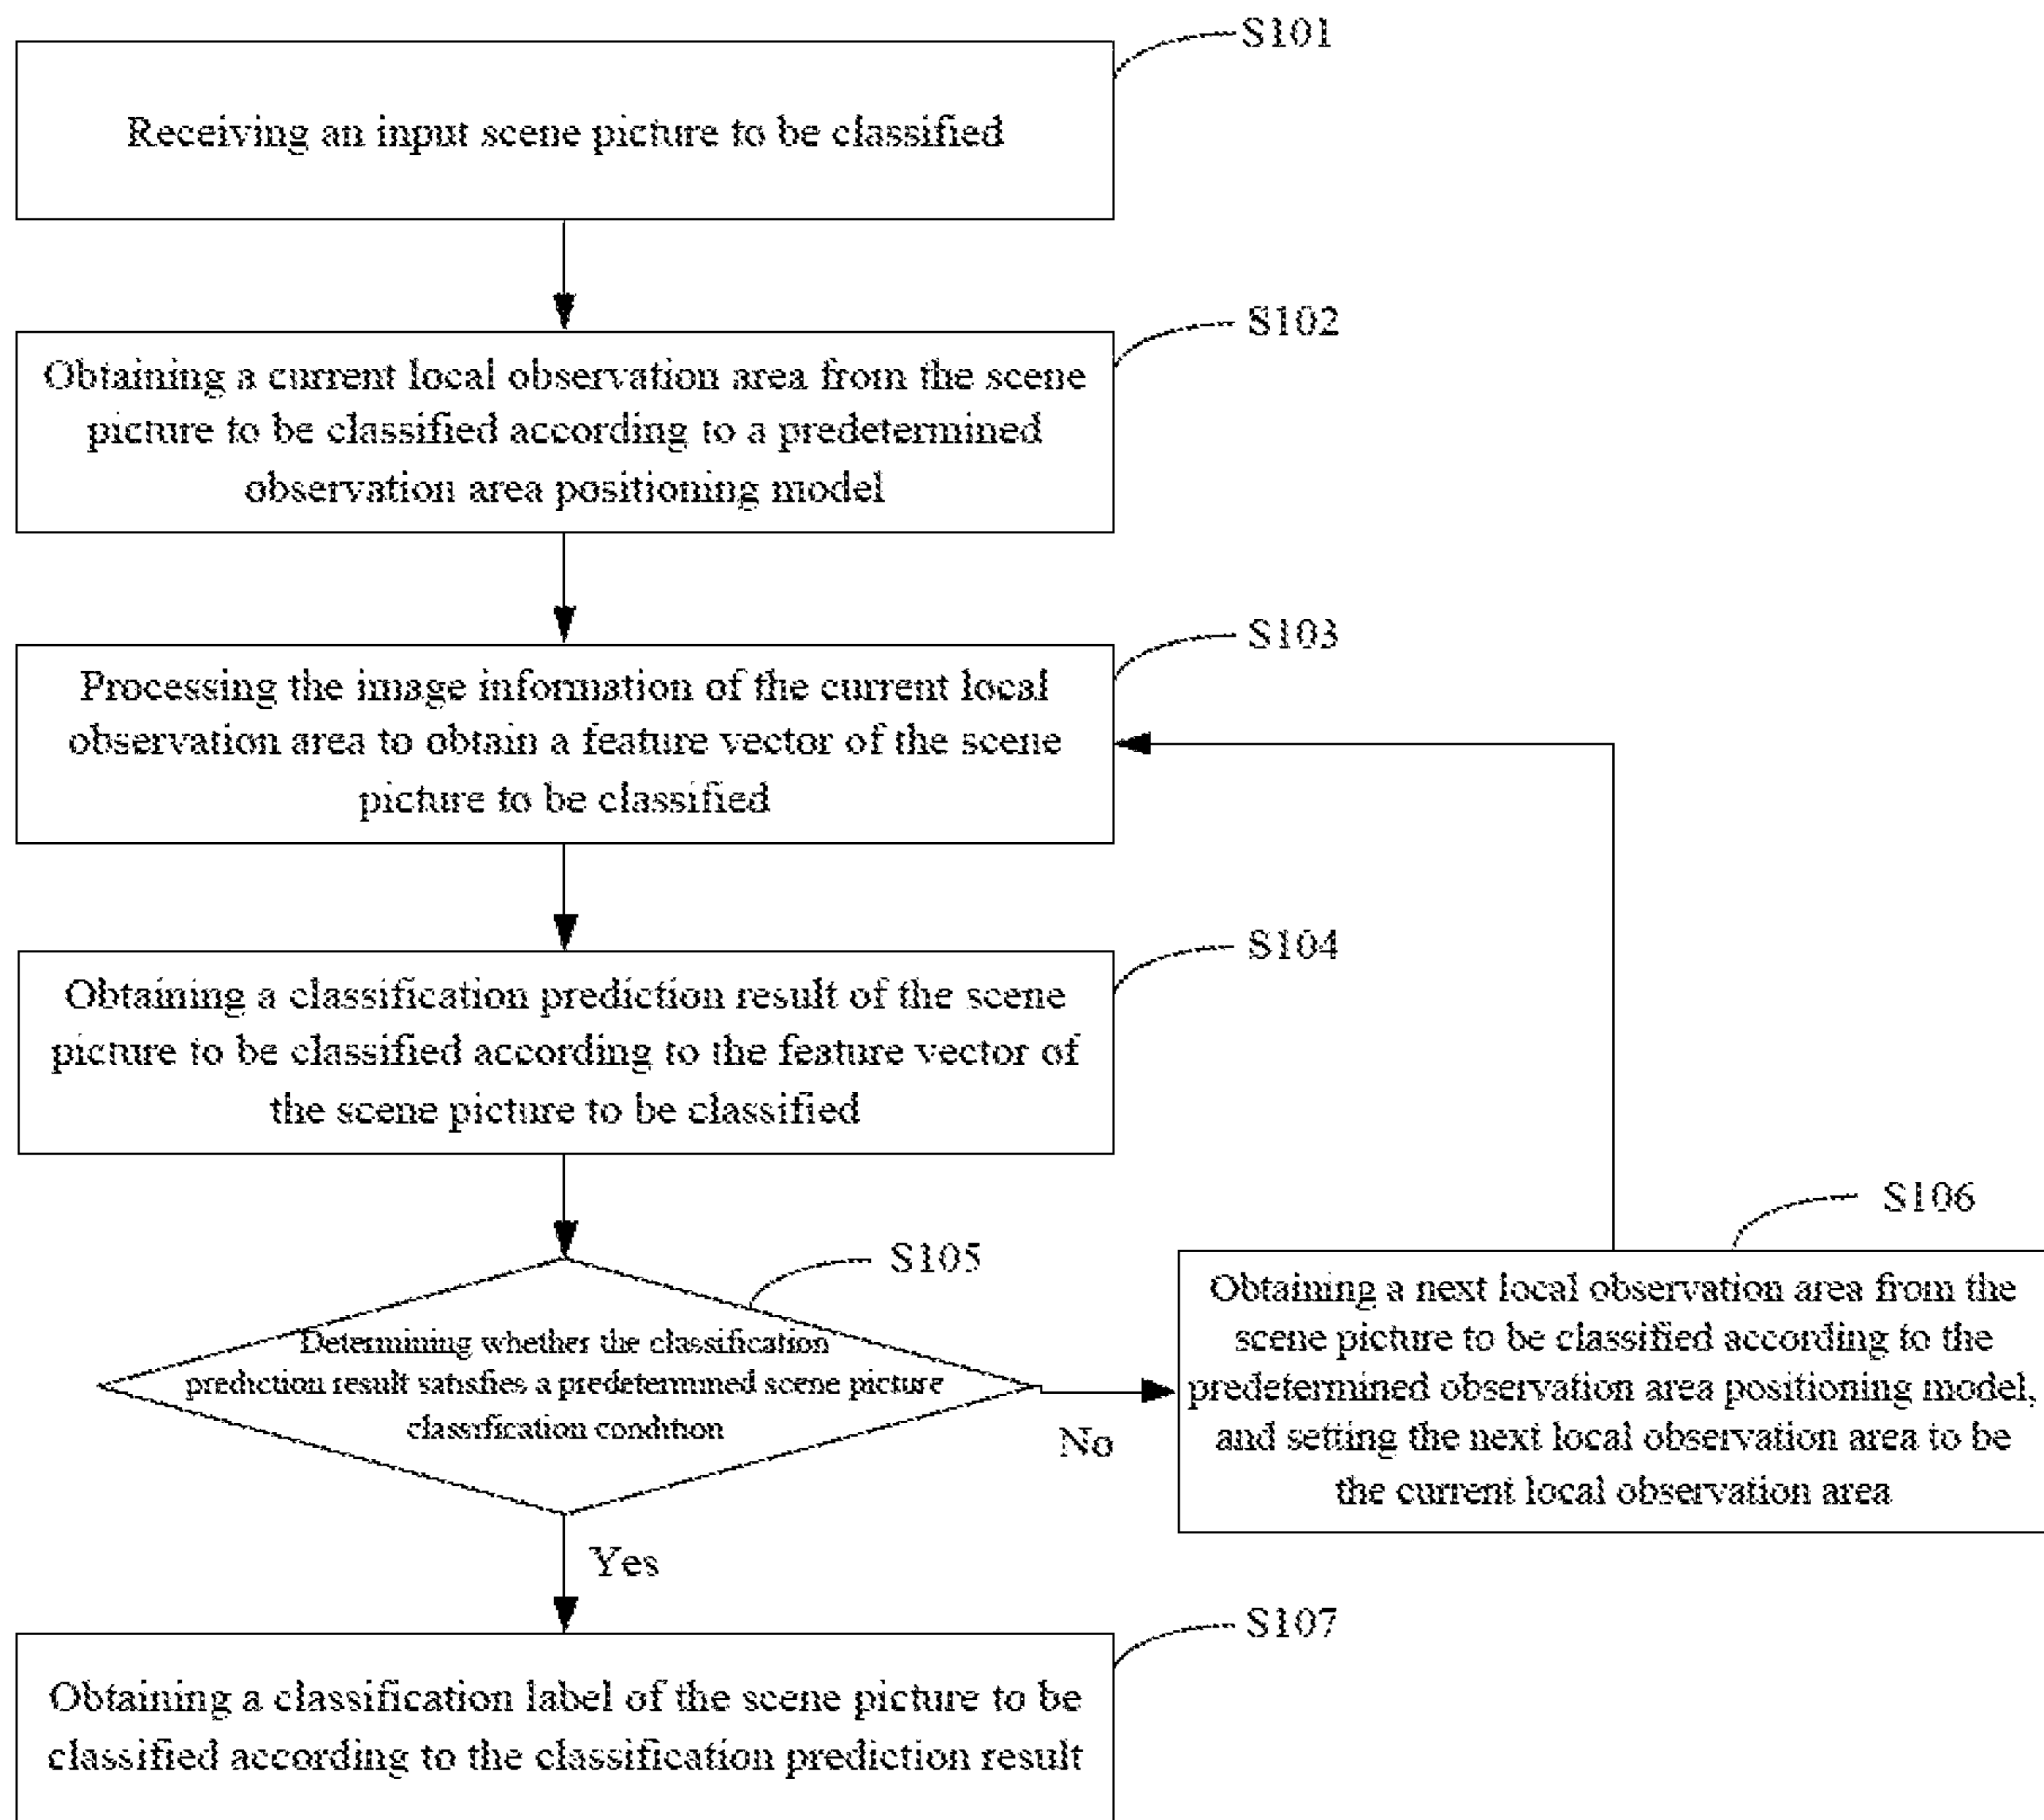 S101
Receiving an input scene picture to be classified
S102
Obtaining a current local observation area from the scene
picture to be classified according to a predetermined
observation area positioning model
S103
Processing the image information of the current local
observation area to obtain a feature vector of the scene
picture to be classified
S104
Obtaining a classification prediction result of the scene
picture to be classified according to the feature vector of
the scene picture to be classified
S105
Determining whether the classification
prediction result satisfies a predetermined scene picture
classification condition
No
S106
Obtaining a next local observation area from the
scene picture to be classified according to the
predetermined observation area positioning model,
and setting the next local observation area to be
the current local observation area
Yes
S107
Obtaining a classification label of the scene picture to be
classified according to the classification prediction result